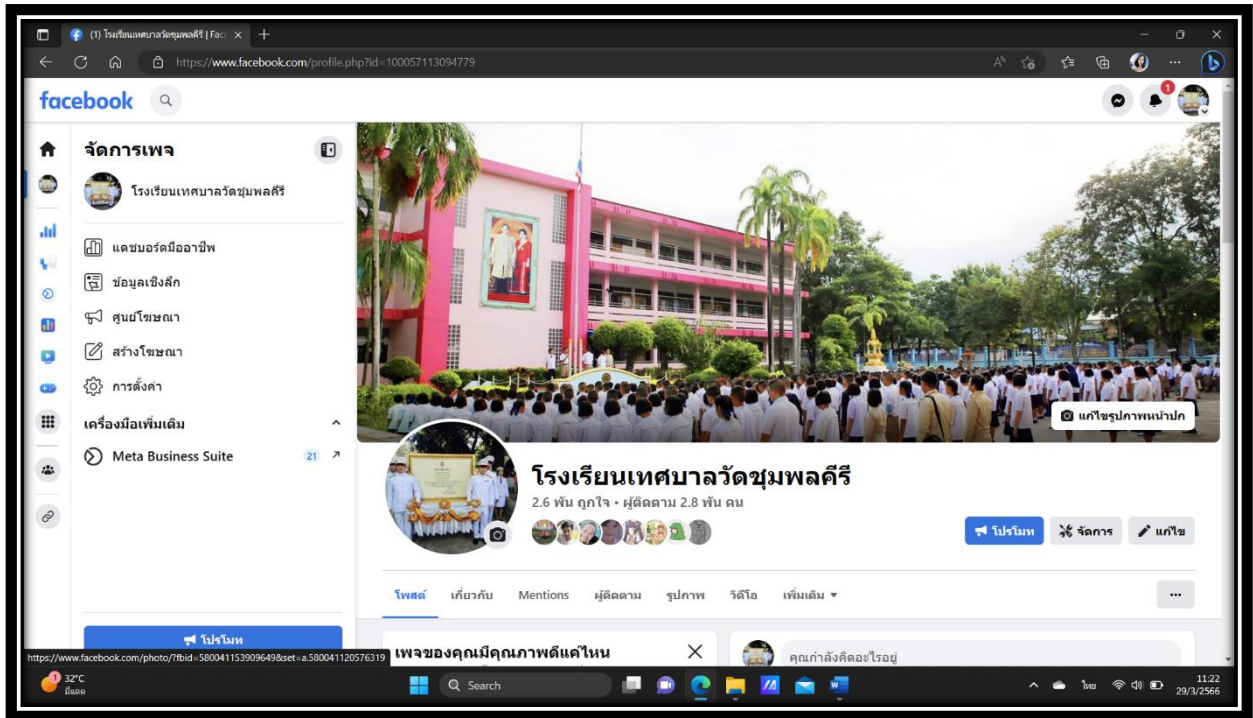 (1) โรงเรียนเทศบาลวัดชุมพลคีรี | Fac
https://www.facebook.com/profile.php?id=100057113094779
facebook
1
จัดการเพจ
โรงเรียนเทศบาลวัดชุมพลคีรี
แดชบอร์ดมืออาชีพ
ข้อมูลเชิงลึก
ศูนย์โฆษณา
สร้างโฆษณา
การตั้งค่า
เครื่องมือเพิ่มเติม
Meta Business Suite 21
โปรโมท
แก้ไขรูปภาพหน้าปก
โรงเรียนเทศบาลวัดชุมพลคีรี
2.6 พัน ถูกใจ • ผู้ติดตาม 2.8 พัน คน
โปรโมท จัดการ แก้ไข
โพสต์ เกี่ยวกับ Mentions ผู้ติดตาม รูปภาพ วิดีโอ เพิ่มเติม
เพจของคุณมีคุณภาพดีแค่ไหน
คุณกำลังคิดอะไรอยู่
https://www.facebook.com/photo/?fbid=580041153909649&set=a.580041120576319
1
32°C
มีแดด
Search
ไทย
11:22
29/3/2566